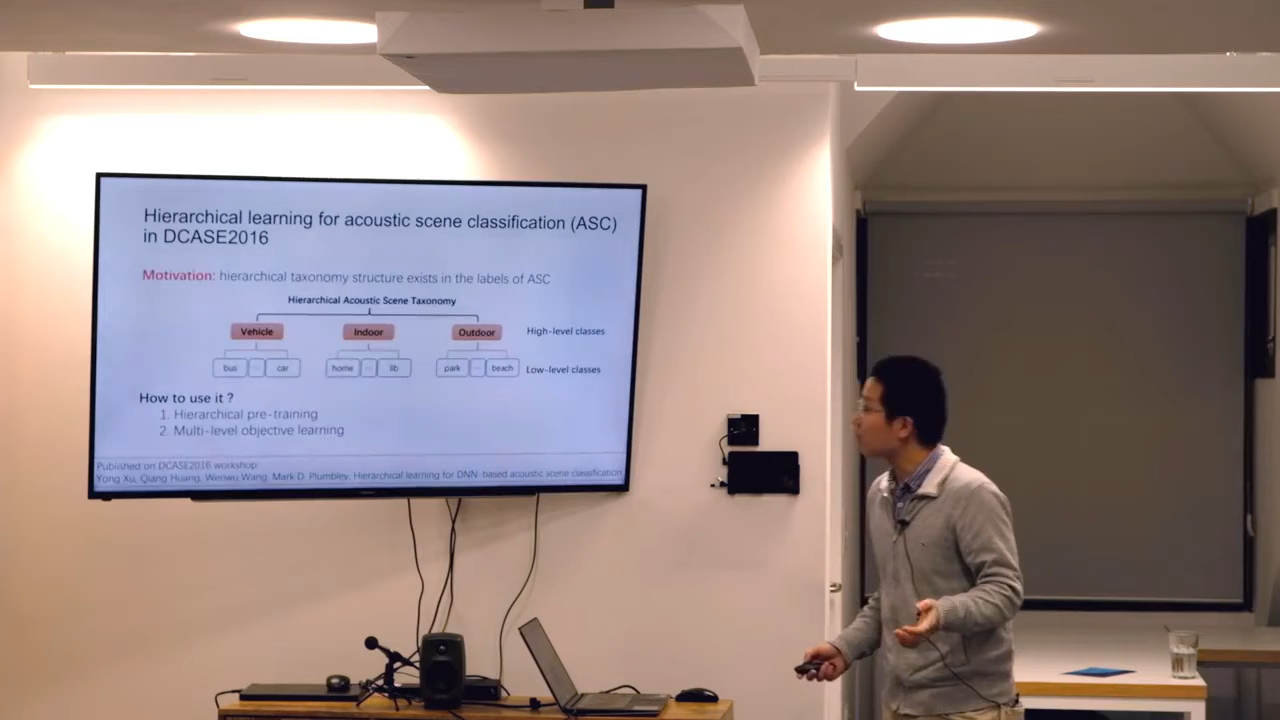 Hierarchical learning for acoustic scene classification (ASC)
in DCASE2016
Motivation: hierarchical taxonomy structure exists in the labels of ASC
Hierarchical Acoustic Scene Taxonomy
Vehicle Indoor Outdoor High-level classes
bus ... car home ... lib park ... beach Low-level classes
How to use it ?
1. Hierarchical pre-training
2. Multi-level objective learning
Published on DCASE2016 workshop:
Yong Xu, Qiang Huang, Wenwu Wang, Mark D. Plumbley, Hierarchical learning for DNN-based acoustic scene classification